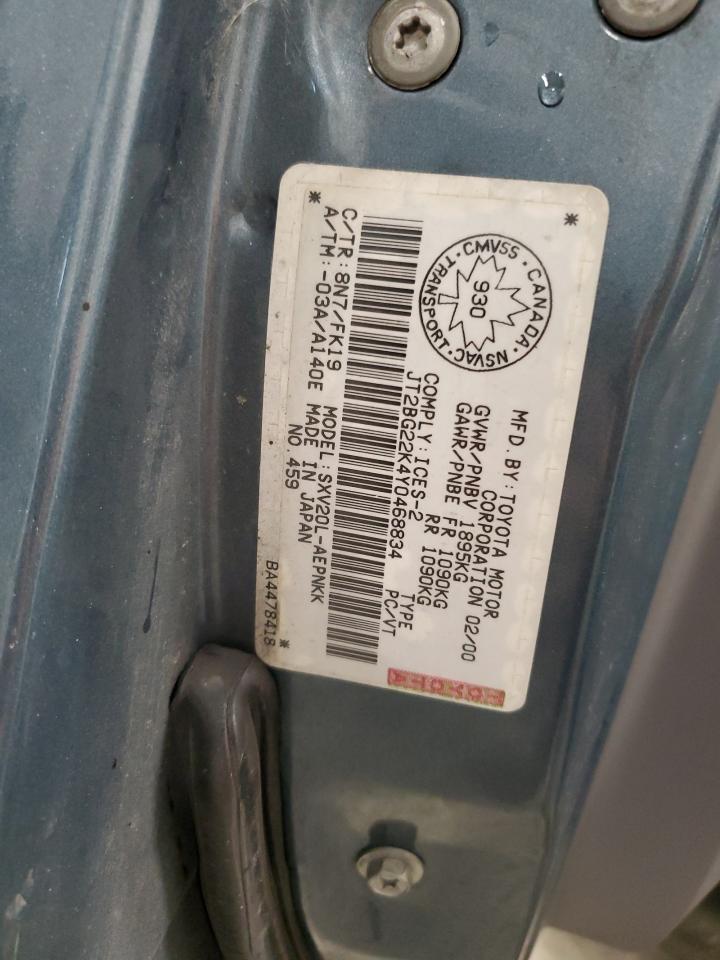 CMVSS · CANADA · NSVAC · TRANSPORT
930
MFD. BY: TOYOTA MOTOR
CORPORATION 02/00
GVWR/PNBV 1895KG
GAWR/PNBE FR 1090KG
RR 1090KG
COMPLY:ICES-2
TYPE
JT2BG22K4Y0468834
PC/VT
TOYOTA
C/TR:8N7/FK19 MODEL:SXV20L-AEPNKK
A/TM:-03A/A140E MADE IN JAPAN
NO.459
BA4478418